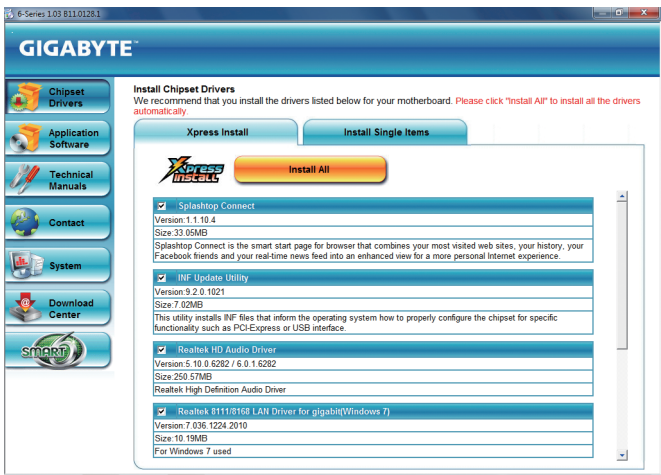 6-Series 1.03 B11.0128.1
GIGABYTE™
Chipset
Drivers
Application
Software
Technical
Manuals
Contact
System
Download
Center
SMART6
Install Chipset Drivers
We recommend that you install the drivers listed below for your motherboard. Please click "Install All" to install all the drivers
automatically.
Xpress Install
Install Single Items
Xpress
INSTALL
Install All
Splashtop Connect
Version:1.1.10.4
Size:33.05MB
Splashtop Connect is the smart start page for browser that combines your most visited web sites, your history, your
Facebook friends and your real-time news feed into an enhanced view for a more personal Internet experience.
INF Update Utility
Version:9.2.0.1021
Size:7.02MB
This utility installs INF files that inform the operating system how to properly configure the chipset for specific
functionality such as PCI-Express or USB interface.
Realtek HD Audio Driver
Version:5.10.0.6282 / 6.0.1.6282
Size:250.57MB
Realtek High Definition Audio Driver
Realtek 8111/8168 LAN Driver for gigabit(Windows 7)
Version:7.036.1224.2010
Size:10.19MB
For Windows 7 used